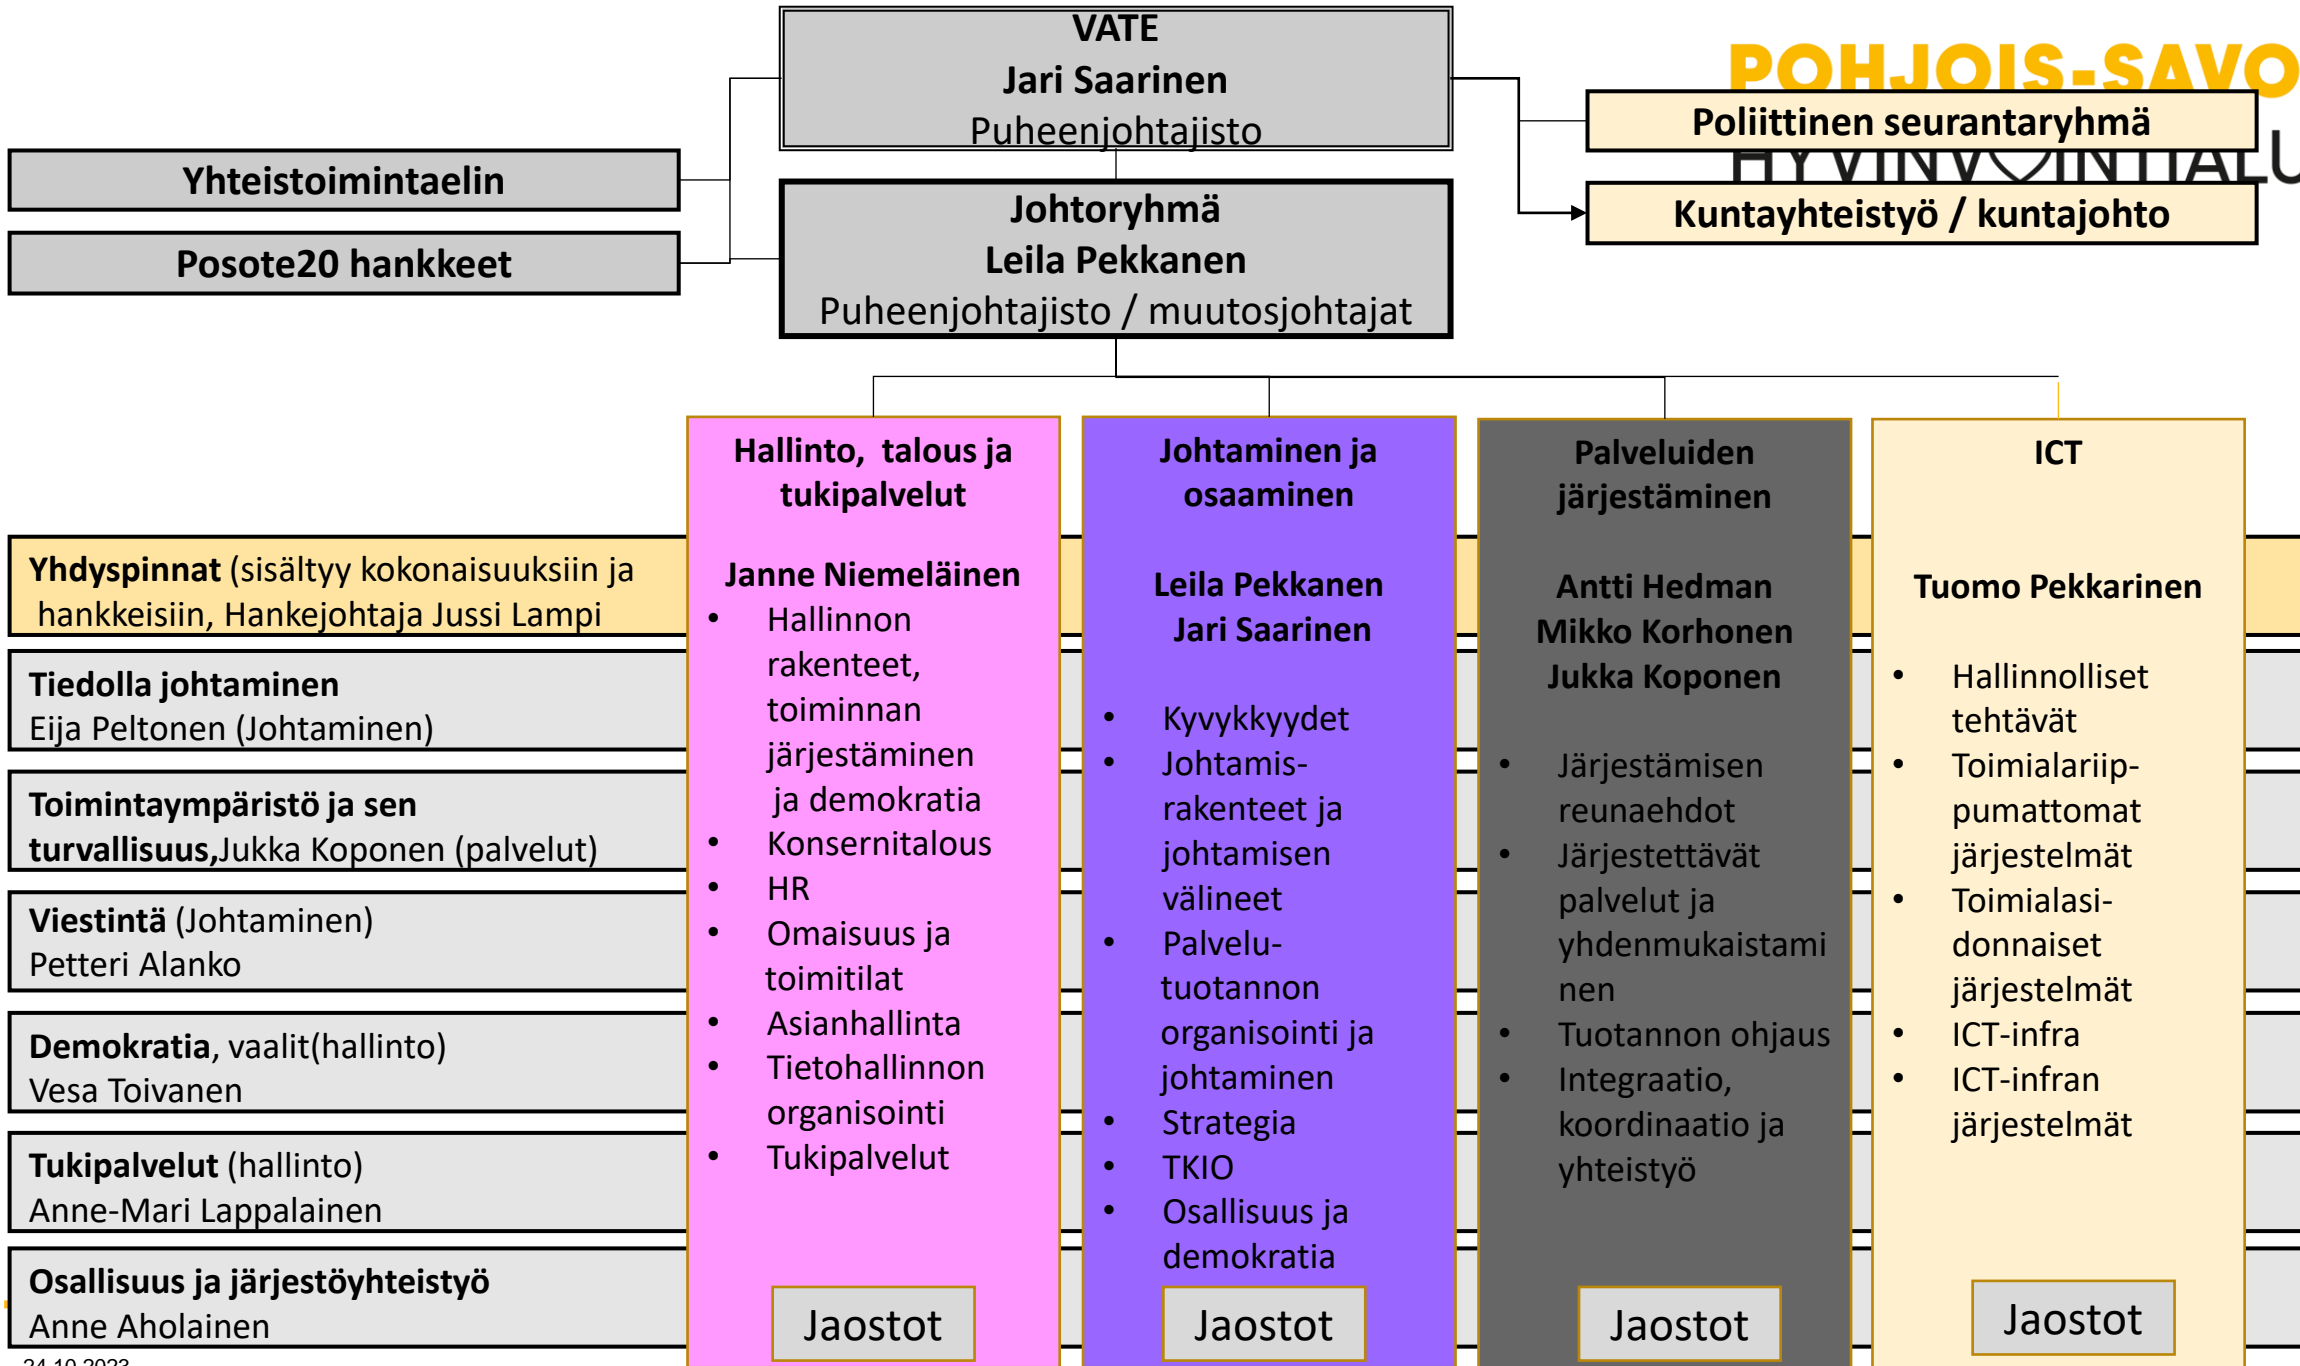 VATE
Jari Saarinen
Puheenjohtajisto
POHJOIS-SAVO
Poliittinen seurantaryhmä
Kuntayhteistyö / kuntajohto
Yhteistoimintaelin
Posote20 hankkeet
Johtoryhmä
Leila Pekkanen
Puheenjohtajisto / muutosjohtajat
Yhdyspinnat (sisältyy kokonaisuuksiin ja
hankkeisiin, Hankejohtaja Jussi Lampi
Tiedolla johtaminen
Eija Peltonen (Johtaminen)
Toimintaympäristö ja sen
turvallisuus,Jukka Koponen (palvelut)
Viestintä (Johtaminen)
Petteri Alanko
Demokratia, vaalit(hallinto)
Vesa Toivanen
Tukipalvelut (hallinto)
Anne-Mari Lappalainen
Osallisuus ja järjestöyhteistyö
Anne Aholainen
Hallinto, talous ja
tukipalvelut
Janne Niemeläinen
• Hallinnon
rakenteet,
toiminnan
järjestäminen
ja demokratia
• Konsernitalous
• HR
• Omaisuus ja
toimitilat
• Asianhallinta
• Tietohallinnon
organisointi
• Tukipalvelut
Jaostot
Johtaminen ja
osaaminen
Leila Pekkanen
Jari Saarinen
• Kyvykkyydet
• Johtamis-
rakenteet ja
johtamisen
välineet
• Palvelu-
tuotannon
organisointi ja
johtaminen
• Strategia
• TKIO
• Osallisuus ja
demokratia
Jaostot
Palveluiden
järjestäminen
Antti Hedman
Mikko Korhonen
Jukka Koponen
• Järjestämisen
reunaehdot
• Järjestettävät
palvelut ja
yhdenmukaistami
nen
• Tuotannon ohjaus
• Integraatio,
koordinaatio ja
yhteistyö
Jaostot
ICT
Tuomo Pekkarinen
• Hallinnolliset
tehtävät
• Toimialariip-
pumattomat
järjestelmät
• Toimialasi-
donnaiset
järjestelmät
• ICT-infra
• ICT-infran
järjestelmät
Jaostot
24.10.2023